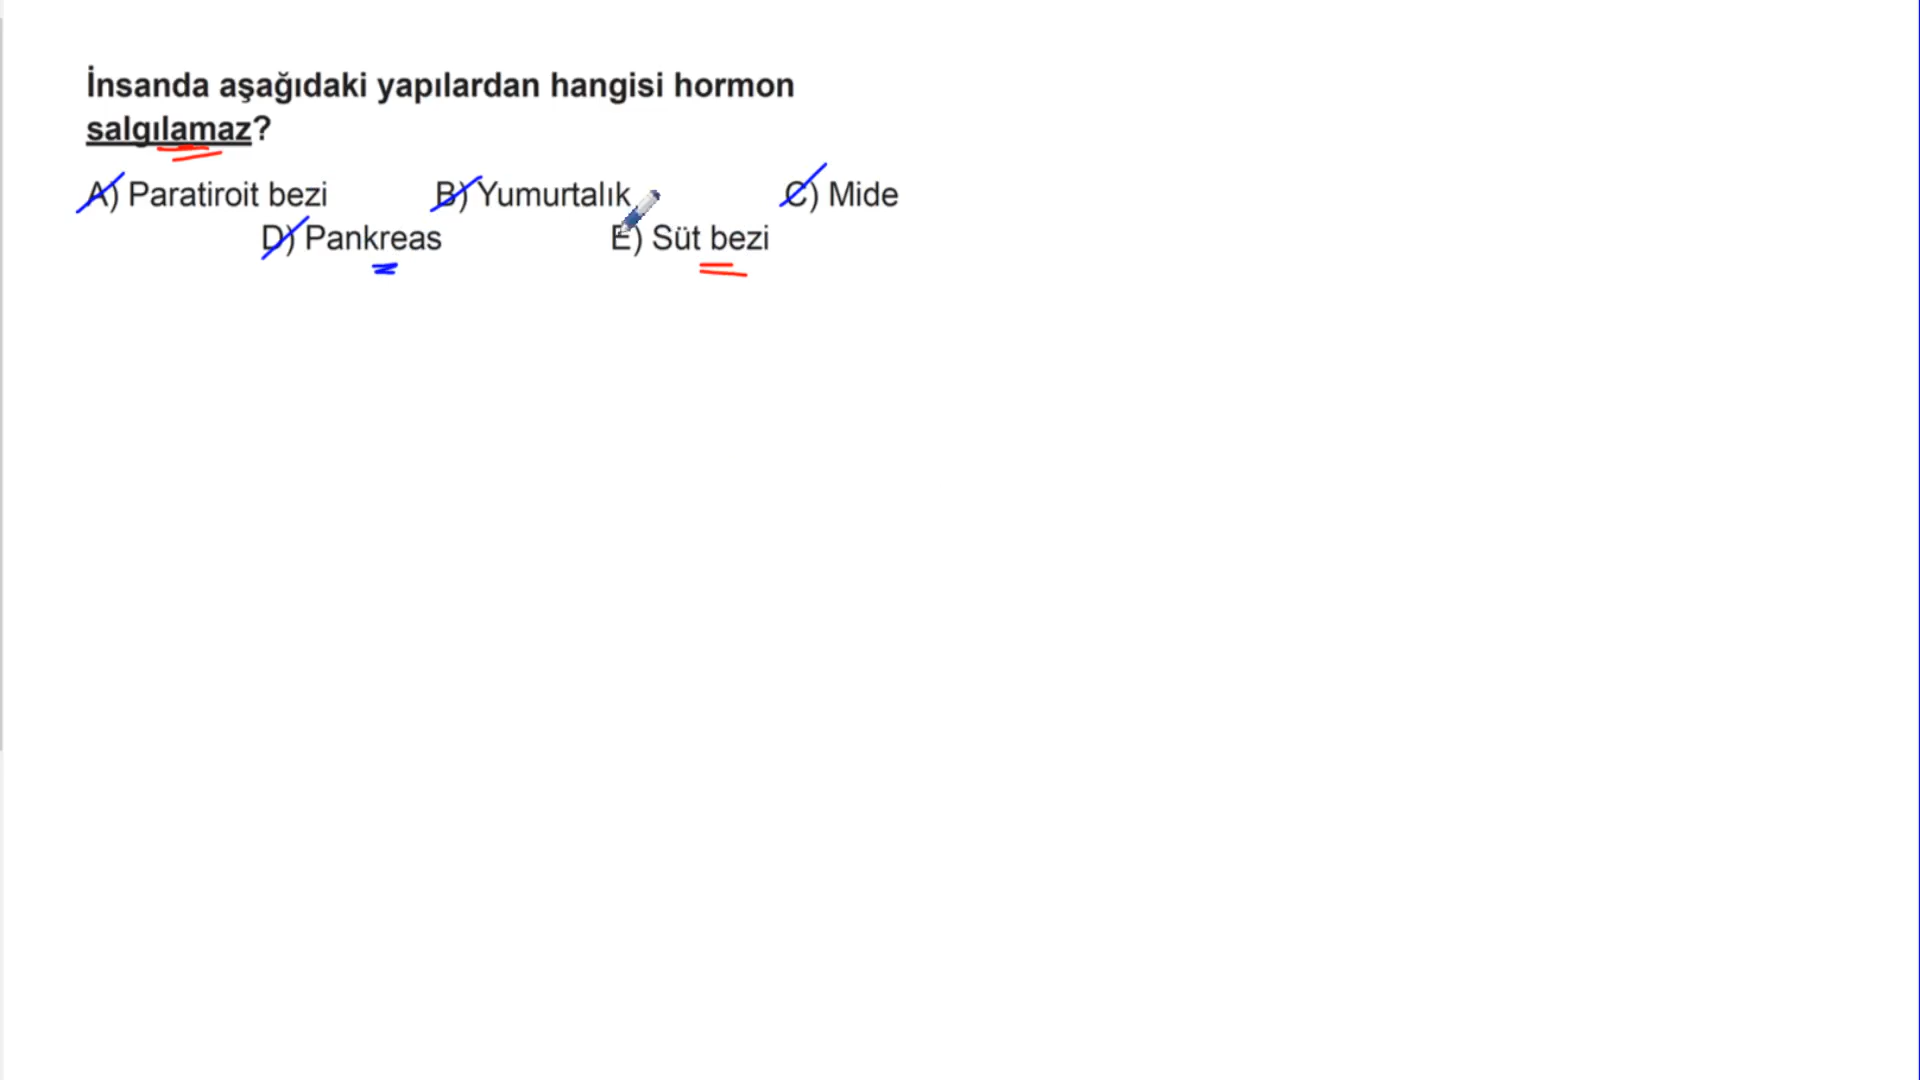 İnsanda aşağıdaki yapılardan hangisi hormon
salgılamaz?
A) Paratiroit bezi B) Yumurtalık C) Mide
D) Pankreas E) Süt bezi